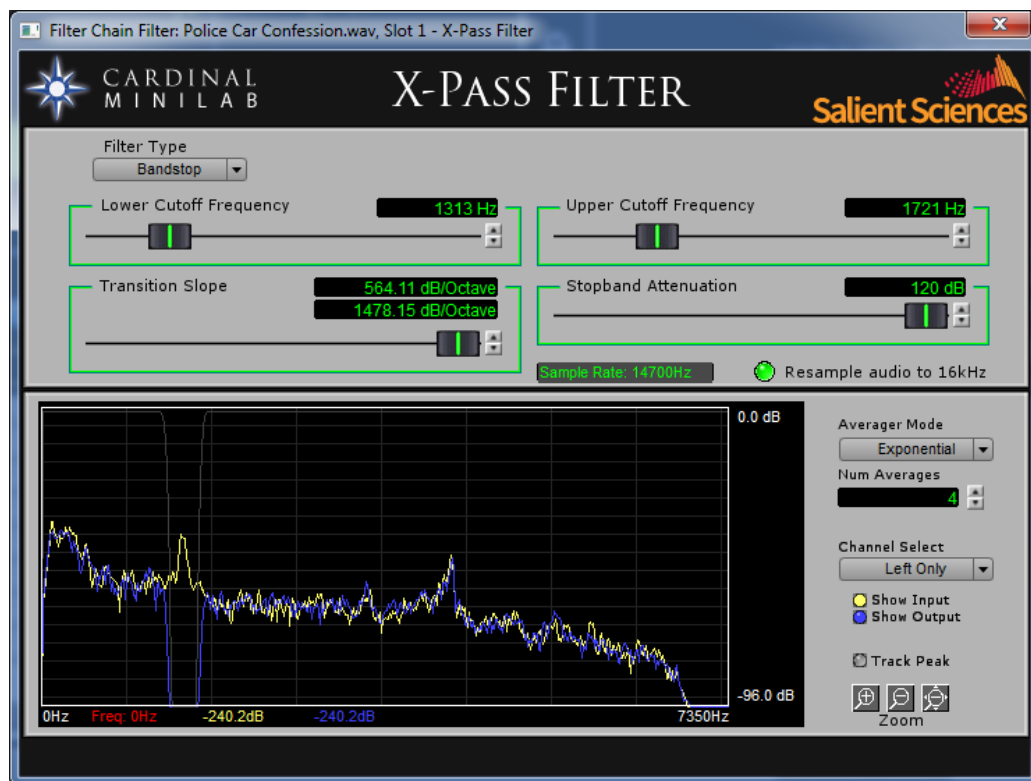 Filter Chain Filter: Police Car Confession.wav, Slot 1 - X-Pass Filter
CARDINAL
MINILAB
X-PASS FILTER
Salient Sciences
Filter Type
Bandstop
Lower Cutoff Frequency
1313 Hz
Upper Cutoff Frequency
1721 Hz
Transition Slope
564.11 dB/Octave
1478.15 dB/Octave
Stopband Attenuation
120 dB
Sample Rate: 14700Hz
Resample audio to 16kHz
0.0 dB
-96.0 dB
0Hz
Freq: 0Hz
-240.2dB
-240.2dB
7350Hz
Averager Mode
Exponential
Num Averages
4
Channel Select
Left Only
Show Input
Show Output
Track Peak
Zoom